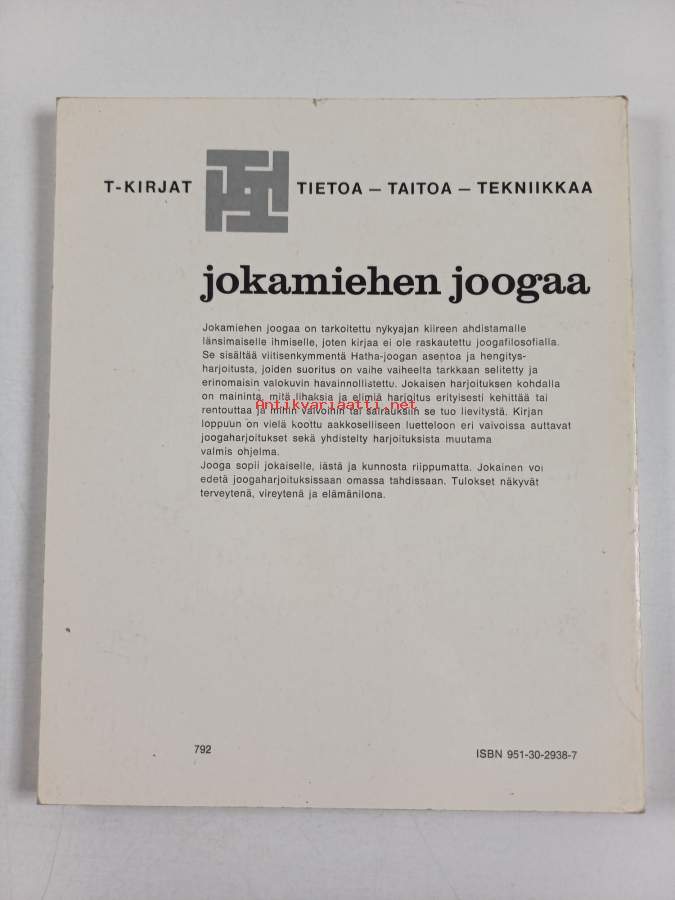 T-KIRJAT TIETOA — TAITOA — TEKNIIKKAA
jokamiehen joogaa
Jokamiehen joogaa on tarkoitettu nykyajan kiireen ahdistamalle
länsimaiselle ihmiselle, joten kirjaa ei ole raskautettu joogafilosofialla.
Se sisältää viitisenkymmentä Hatha-joogan asentoa ja hengitys-
harjoitusta, joiden suoritus on vaihe vaiheelta tarkkaan selitetty ja
erinomaisin valokuvin havainnollistettu. Jokaisen harjoituksen kohdalla
on maininta, mitä lihaksia ja elimiä harjoitus erityisesti kehittää tai
Antikvariaatti.net
rentouttaa ja mihin vaivoihin tai sairauksiin se tuo lievitystä. Kirjan
loppuun on vielä koottu aakkoselliseen luetteloon eri vaivoissa auttavat
joogaharjoitukset sekä yhdistelty harjoituksista muutama
valmis ohjelma.
Jooga sopii jokaiselle, iästä ja kunnosta riippumatta. Jokainen voi
edetä joogaharjoituksissaan omassa tahdissaan. Tulokset näkyvät
terveytenä, vireytenä ja elämänilona.
792
ISBN 951-30-2938-7